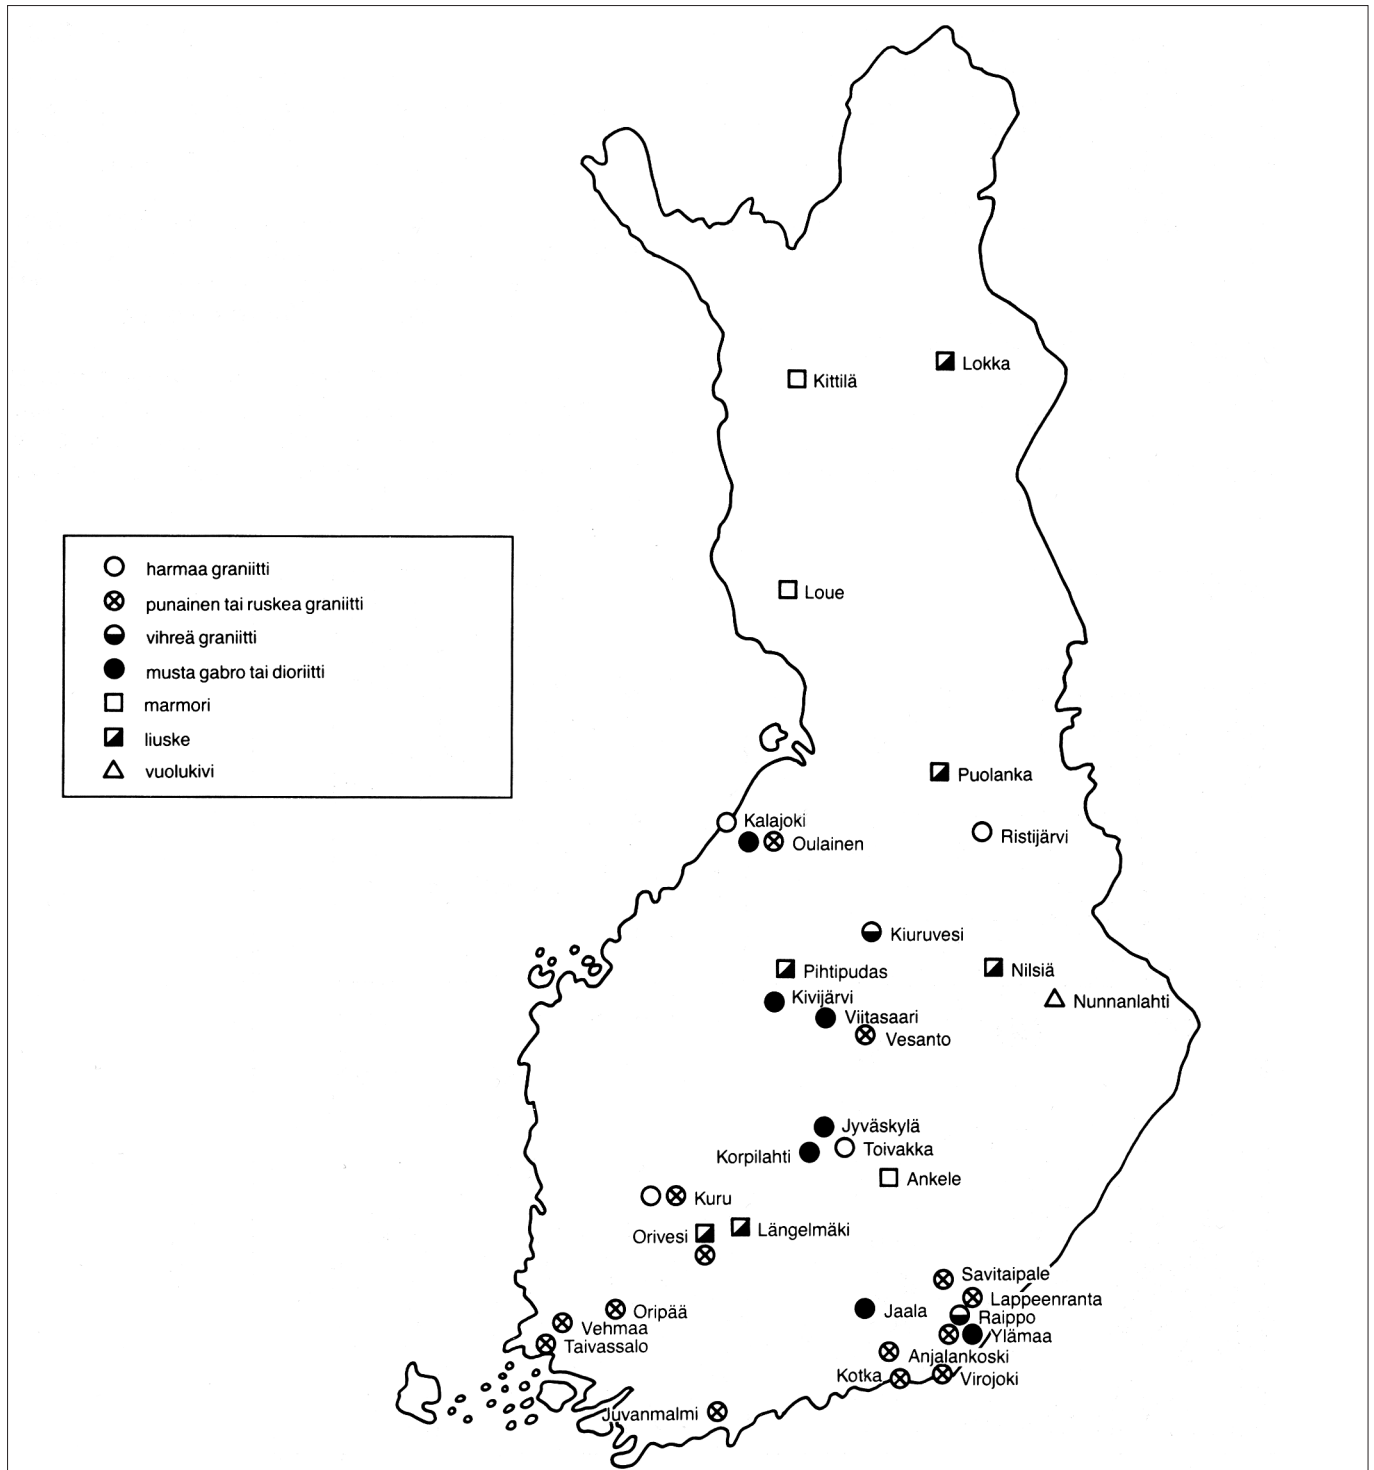 Lokka
Kittilä
harmaa graniitti
punainen tai ruskea graniitti
vihreä graniitti
musta gabro tai dioriitti
marmori
liuske
vuolukivi
Loue
Puolanka
Kalajoki
Oulainen
Ristijärvi
Kiuruvesi
Pihtipudas
Nilsiä
Kivijärvi
Nunnanlahti
Viitasaari
Vesanto
Jyväskylä
Toivakka
Korpilahti
Ankele
Kuru
Längelmäki
Orivesi
Savitaipale
Lappeenranta
Oripää
Jaala
Raippo
Vehmaa
Ylämaa
Taivassalo
Anjalankoski
Kotka
Virojoki
Juvanmalmi